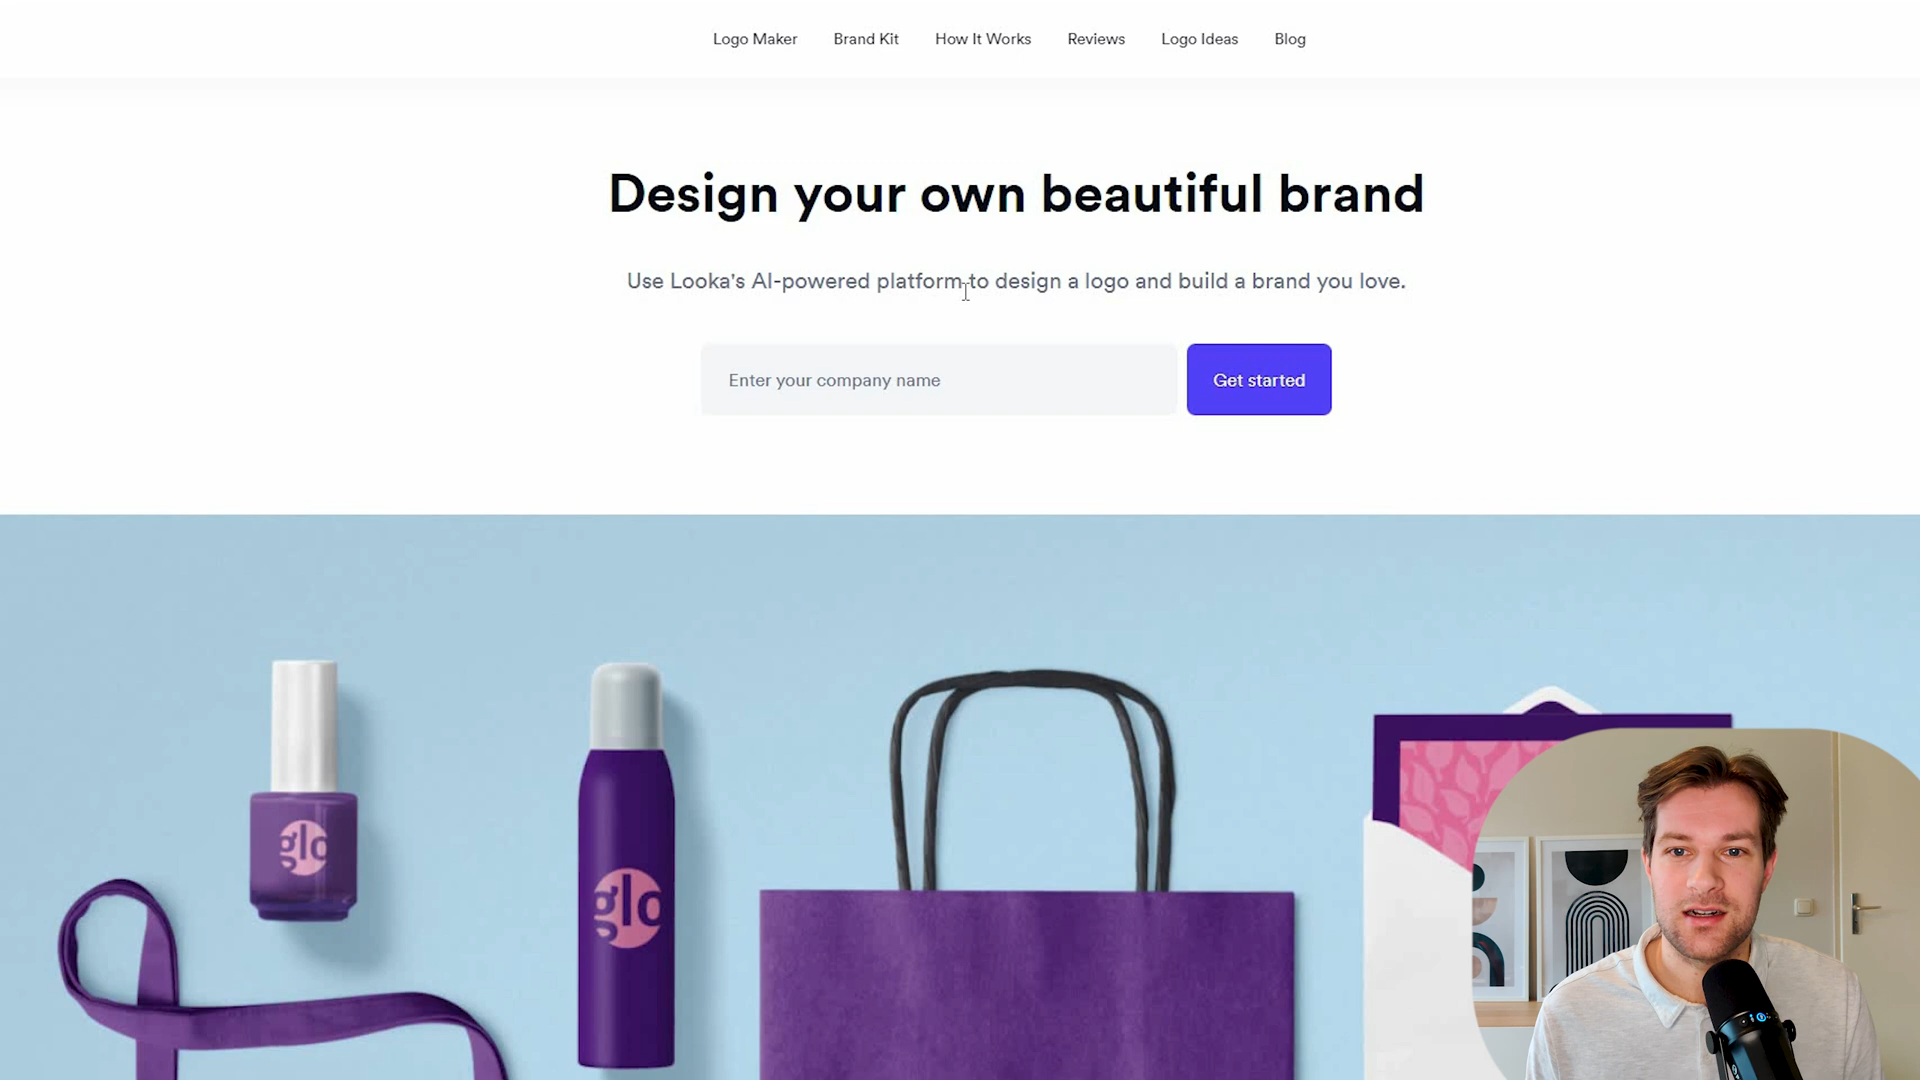 Logo Maker Brand Kit How It Works Reviews Logo Ideas Blog
Design your own beautiful brand
Use Looka's AI-powered platform to design a logo and build a brand you love.
Enter your company name Get started
glo
glo